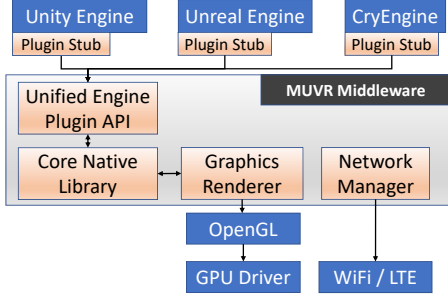 Unity Engine
Unreal Engine
CryEngine
Plugin Stub
Plugin Stub
Plugin Stub
MUVR Middleware
Unified Engine
Plugin API
Core Native
Library
Graphics
Renderer
Network
Manager
OpenGL
GPU Driver
WiFi / LTE